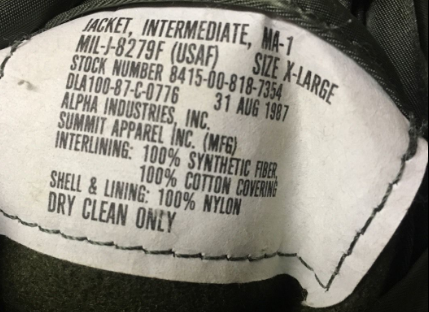 JACKET, INTERMEDIATE, MA-1
MIL-J-8279F (USAF) SIZE X-LARGE
STOCK NUMBER 8415-00-818-7354
DLA100-87-C-0776 31 AUG 1987
ALPHA INDUSTRIES, INC.
SUMMIT APPAREL INC. (MFG)
INTERLINING: 100% SYNTHETIC FIBER,
100% COTTON COVERING
SHELL & LINING: 100% NYLON
DRY CLEAN ONLY